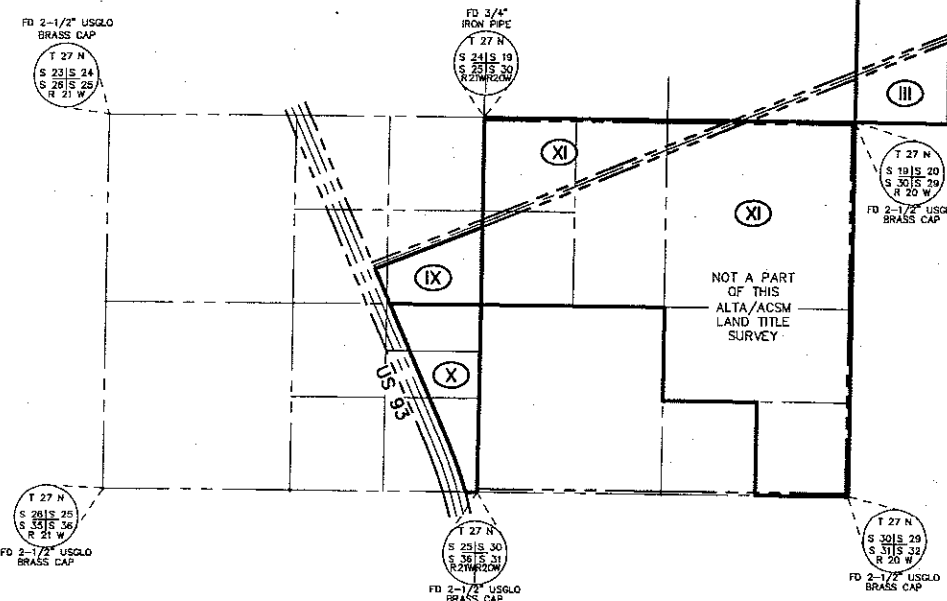 FD 2-1/2" USGLO
BRASS CAP
T 27 N
S 23|S 24
S 26|S 25
R 21 W
FD 3/4"
IRON PIPE
T 27 N
S 24|S 19
S 25|S 30
R21W|R20W
III
XI
T 27 N
S 19|S 20
S 30|S 29
R 20 W
FD 2-1/2" USGL
BRASS CAP
XI
IX
NOT A PART
OF THIS
ALTA/ACSM
LAND TITLE
SURVEY
X
US 93
T 27 N
S 26|S 25
S 35|S 36
R 21 W
FD 2-1/2" USGLO
BRASS CAP
T 27 N
S 25|S 30
S 36|S 31
R21W|R20W
FD 2-1/2" USGLO
BRASS CAP
T 27 N
S 30|S 29
S 31|S 32
R 20 W
FD 2-1/2" USGLO
BRASS CAP